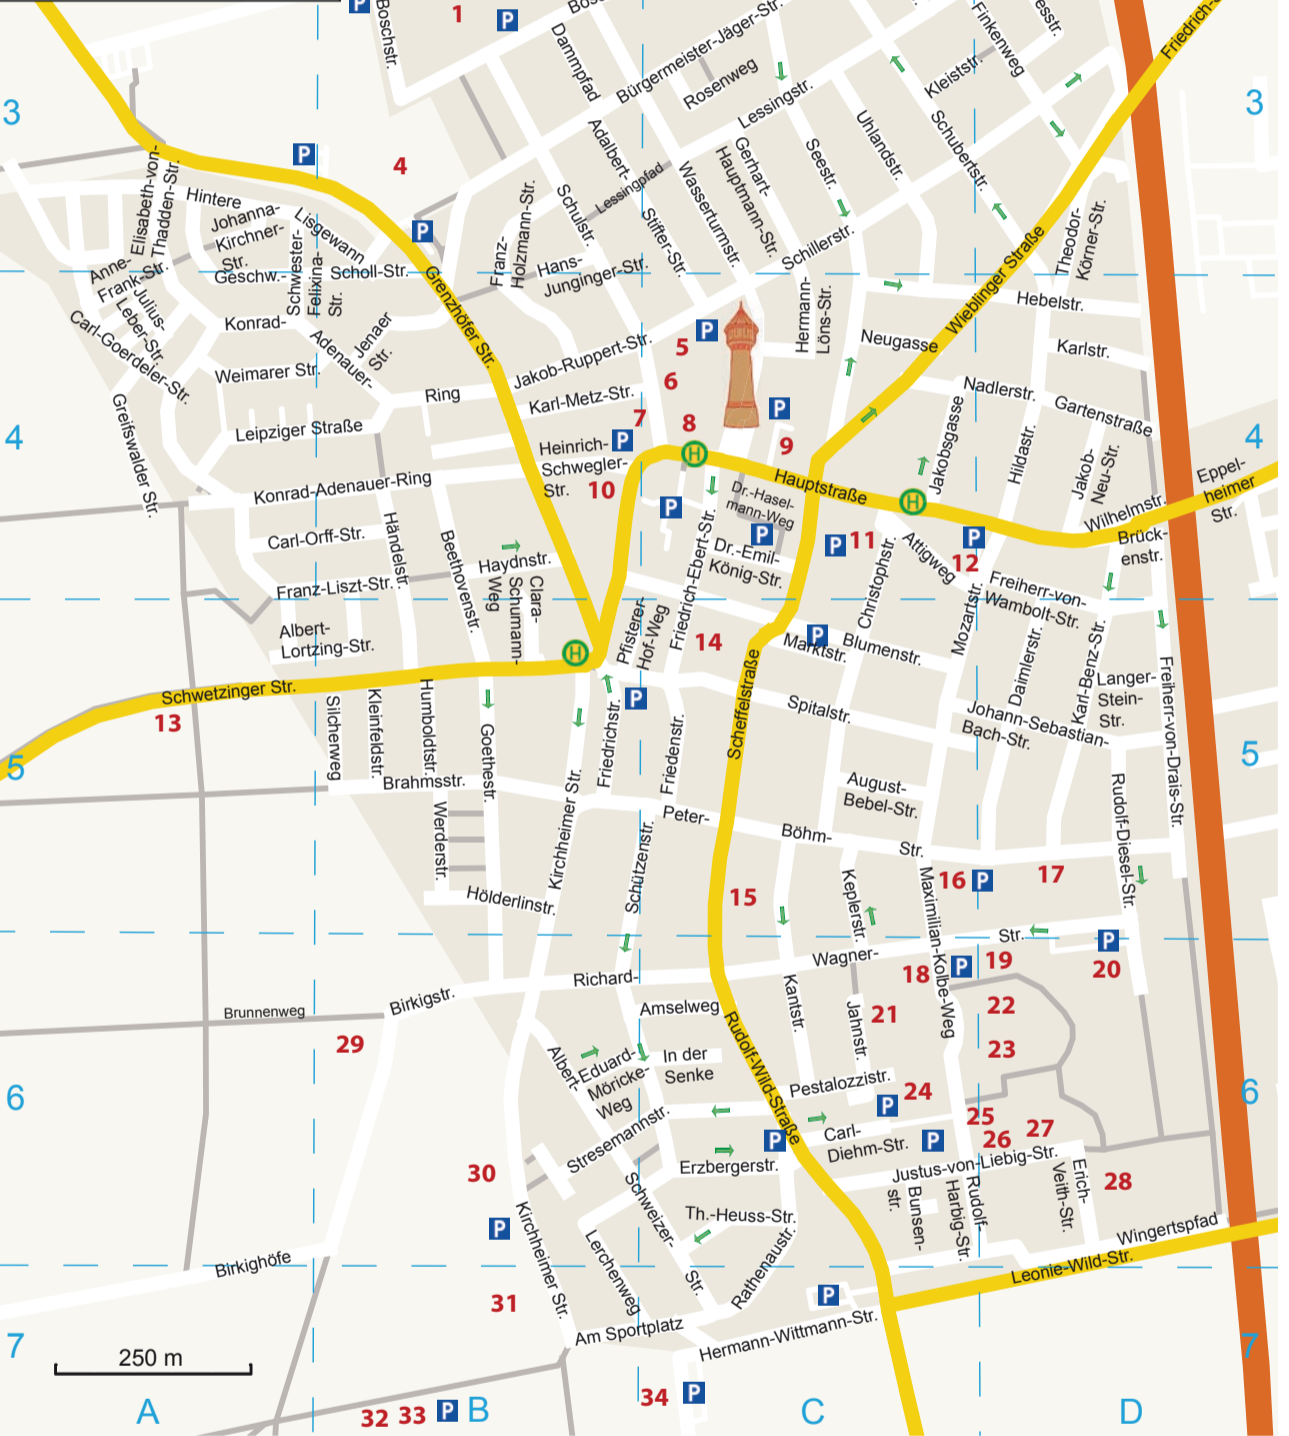 P
1
P
Boschstr.
Dammpfad
Bürgermeister-Jäger-Str.
Rosenweg
Lessingstr.
Finkenweg
Kleiststr.
Friedrich-
3
3
P
4
P
Adalbert-
Stifter-Str.
Lessingpfad
Schulstr.
Wasserturmstr.
Gerhart-
Hauptmann-Str.
Seestr.
Uhlandstr.
Schubertstr.
Schillerstr.
Theodor-
Körner-Str.
Elisabeth-von-
Thadden-Str.
Hintere
Lisgewann
Johanna-
Kirchner-
Str.
Geschw.-
Scholl-Str.
Schwester-
Felixina-
Str.
Anne-
Frank-Str.
Julius-
Leber-Str.
Carl-Goerdeler-Str.
Franz-
Holzmann-Str.
Hans-
Junginger-Str.
Grenzhöfer Str.
Konrad-
Adenauer-
Ring
Jenaer
Str.
Weimarer Str.
Leipziger Straße
Greifswalder Str.
Konrad-Adenauer-Ring
Jakob-Ruppert-Str.
Karl-Metz-Str.
Heinrich-
Schwegler-
Str.
5
P
6
7
P
8
H
P
9
10
P
Hermann-
Löns-Str.
Neugasse
Wieblinger Straße
Hebelstr.
Karlstr.
Nadlerstr.
Gartenstraße
Jakobsgasse
Hildastr.
Jakob-
Neu-Str.
Wilhelmstr.
Eppel-
heimer
Str.
4
4
Hauptstraße
H
Dr.-Hasel-
mann-Weg
P
Dr.-Emil-
König-Str.
P
11
Attigweg
P
12
Brück-
enstr.
Carl-Orff-Str.
Franz-Liszt-Str.
Albert-
Lortzing-Str.
Händelstr.
Beethovenstr.
Haydnstr.
Clara-
Schumann-
Weg
Pfisterer-
Hof-Weg
Friedrich-Ebert-Str.
14
Marktstr.
P
Blumenstr.
Christophstr.
Mozartstr.
Freiherr-von-
Wambolt-Str.
Daimlerstr.
Karl-Benz-Str.
Langer-
Stein-
Str.
Freiherr-von-Drais-Str.
Schwetzinger Str.
H
P
13
5
5
Silcherweg
Kleinfeldstr.
Humboldtstr.
Goethestr.
Brahmsstr.
Werderstr.
Hölderlinstr.
Kirchheimer Str.
Friedrichstr.
Friedenstr.
Schützenstr.
Scheffelstraße
Spitalstr.
Johann-Sebastian-
Bach-Str.
August-
Bebel-Str.
Peter-
Böhm-
Str.
Rudolf-Diesel-Str.
15
Keplerstr.
16
P
17
Maximilian-Kolbe-Weg
Richard-
Wagner-
Str.
18
P
19
P
20
Birkigstr.
Brunnenweg
29
Amselweg
In der
Senke
Albert-
Schweizer-
Str.
Eduard-
Möricke-
Weg
Stresemannstr.
Rudolf-Wild-Straße
Kantstr.
Jahnstr.
21
22
23
Pestalozzistr.
P
24
25
26
27
28
6
6
Erzbergerstr.
P
Carl-
Diehm-Str.
P
Justus-von-Liebig-Str.
Bunsen-
str.
Rudolf-
Harbig-Str.
Erich-
Veith-Str.
Wingertspfad
Leonie-Wild-Str.
30
P
Kirchheimer Str.
Lerchenweg
Th.-Heuss-Str.
Rathenaustr.
Birkighöfe
31
P
Am Sportplatz
Hermann-Wittmann-Str.
7
7
250 m
34
P
32
33
P
A
B
C
D